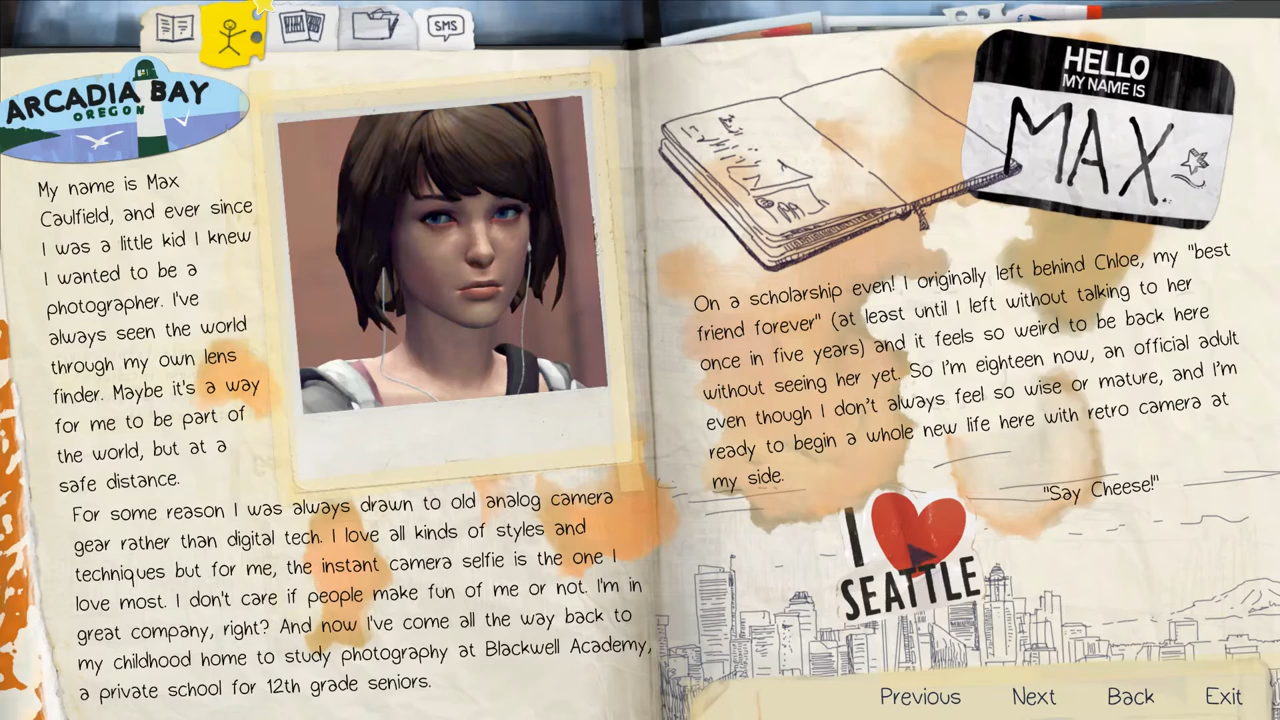 SMS
ARCADIA BAY
OREGON
My name is Max
Caulfield, and ever since
I was a little kid I knew
I wanted to be a
photographer. I've
always seen the world
through my own lens
finder. Maybe it's a way
for me to be part of
the world, but at a
safe distance.
For some reason I was always drawn to old analog camera
gear rather than digital tech. I love all kinds of styles and
techniques but for me, the instant camera selfie is the one I
love most. I don't care if people make fun of me or not. I'm in
great company, right? And now I've come all the way back to
my childhood home to study photography at Blackwell Academy,
a private school for 12th grade seniors.
HELLO
MY NAME IS
MAX
On a scholarship even! I originally left behind Chloe, my "best
friend forever" (at least until I left without talking to her
once in five years) and it feels so weird to be back here
without seeing her yet. So I'm eighteen now, an official adult
even though I don't always feel so wise or mature, and I'm
ready to begin a whole new life here with retro camera at
my side.
"Say Cheese!"
I
SEATTLE
Previous Next Back Exit